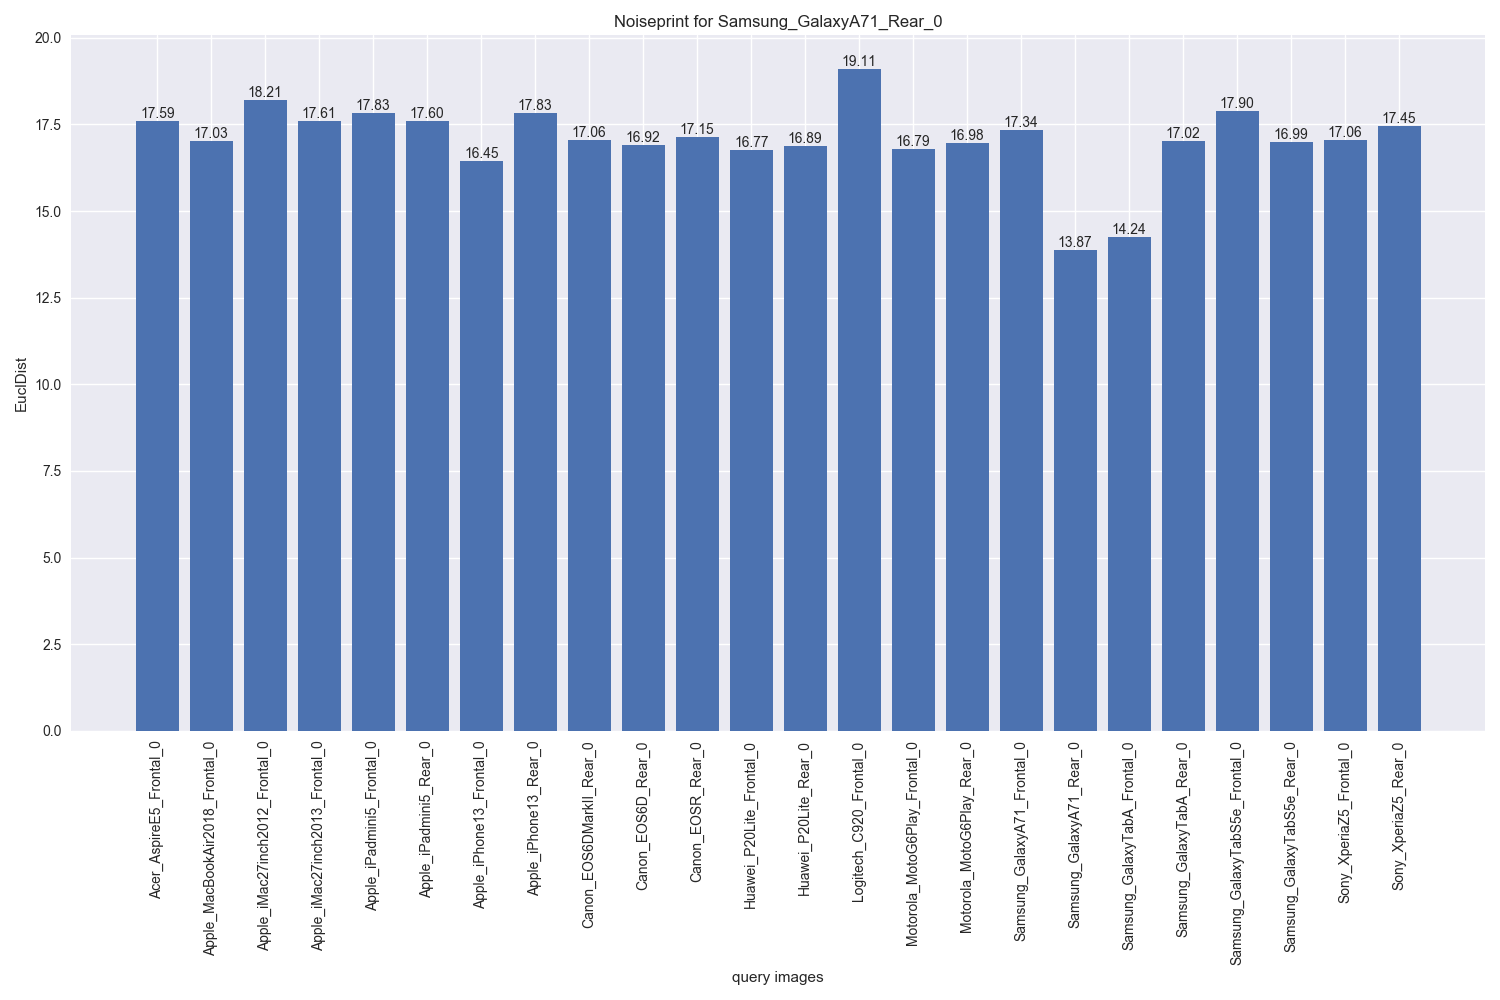 Noiseprint for Samsung_GalaxyA71_Rear_0
20.0
17.5
15.0
12.5
10.0
7.5
5.0
2.5
0.0
EuclDist
17.59
17.03
18.21
17.61
17.83
17.60
16.45
17.83
17.06
16.92
17.15
16.77
16.89
19.11
16.79
16.98
17.34
13.87
14.24
17.02
17.90
16.99
17.06
17.45
Acer_AspireE5_Frontal_0
Apple_MacBookAir2018_Frontal_0
Apple_iMac27inch2012_Frontal_0
Apple_iMac27inch2013_Frontal_0
Apple_iPadmini5_Frontal_0
Apple_iPadmini5_Rear_0
Apple_iPhone13_Frontal_0
Apple_iPhone13_Rear_0
Canon_EOS6DMarkII_Rear_0
Canon_EOS6D_Rear_0
Canon_EOSR_Rear_0
Huawei_P20Lite_Frontal_0
Huawei_P20Lite_Rear_0
Logitech_C920_Frontal_0
Motorola_MotoG6Play_Frontal_0
Motorola_MotoG6Play_Rear_0
Samsung_GalaxyA71_Frontal_0
Samsung_GalaxyA71_Rear_0
Samsung_GalaxyTabA_Frontal_0
Samsung_GalaxyTabA_Rear_0
Samsung_GalaxyTabS5e_Frontal_0
Samsung_GalaxyTabS5e_Rear_0
Sony_XperiaZ5_Frontal_0
Sony_XperiaZ5_Rear_0
query images